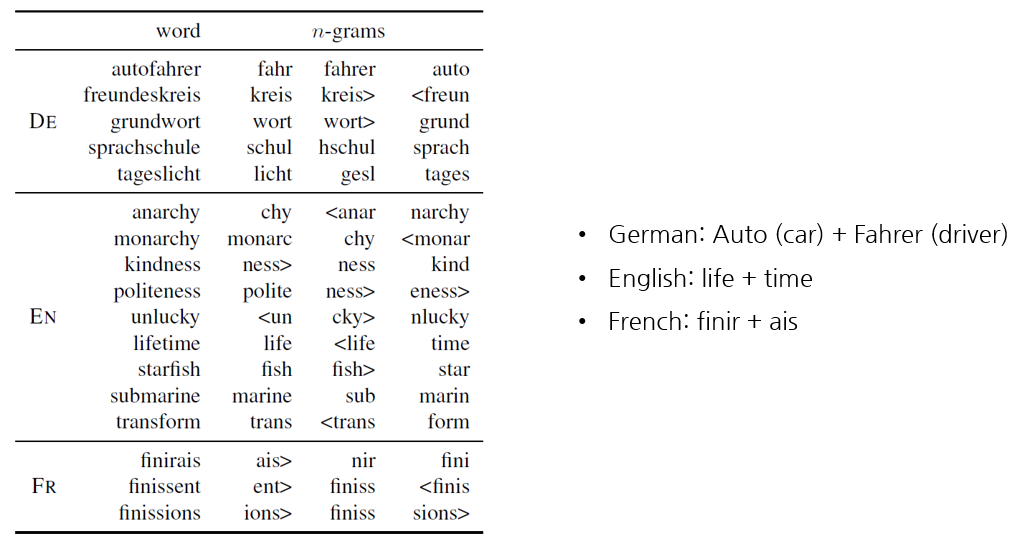 word n-grams
autofahrer fahr fahrer auto
freundeskreis kreis kreis> <freun
DE grundwort wort wort> grund
sprachschule schul hschul sprach
tageslicht licht gesl tages
anarchy chy <anar narchy
monarchy monarc chy <monar
kindness ness> ness kind
politeness polite ness> eness>
EN unlucky <un cky> nlucky
lifetime life <life time
starfish fish fish> star
submarine marine sub marin
transform trans <trans form
finirais ais> nir fini
FR finissent ent> finiss <finis
finissions ions> finiss sions>
• German: Auto (car) + Fahrer (driver)
• English: life + time
• French: finir + ais